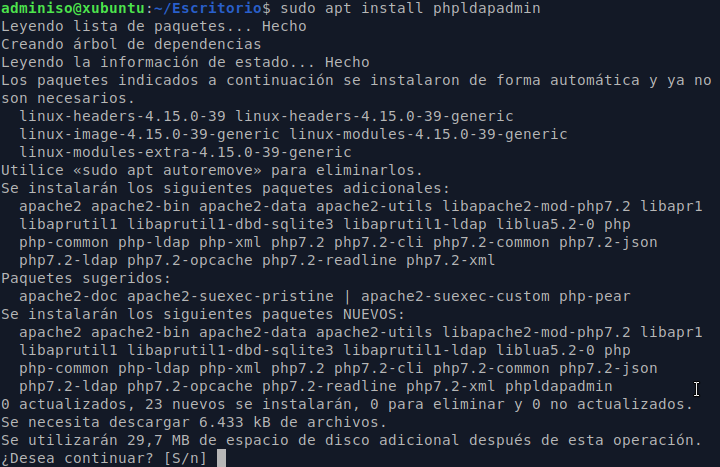 adminiso@xubuntu:~/Escritorio$ sudo apt install phpldapadmin
Leyendo lista de paquetes... Hecho
Creando árbol de dependencias
Leyendo la información de estado... Hecho
Los paquetes indicados a continuación se instalaron de forma automática y ya no
son necesarios.
  linux-headers-4.15.0-39 linux-headers-4.15.0-39-generic
  linux-image-4.15.0-39-generic linux-modules-4.15.0-39-generic
  linux-modules-extra-4.15.0-39-generic
Utilice «sudo apt autoremove» para eliminarlos.
Se instalarán los siguientes paquetes adicionales:
  apache2 apache2-bin apache2-data apache2-utils libapache2-mod-php7.2 libapr1
  libaprutil1 libaprutil1-dbd-sqlite3 libaprutil1-ldap liblua5.2-0 php
  php-common php-ldap php-xml php7.2 php7.2-cli php7.2-common php7.2-json
  php7.2-ldap php7.2-opcache php7.2-readline php7.2-xml
Paquetes sugeridos:
  apache2-doc apache2-suexec-pristine | apache2-suexec-custom php-pear
Se instalarán los siguientes paquetes NUEVOS:
  apache2 apache2-bin apache2-data apache2-utils libapache2-mod-php7.2 libapr1
  libaprutil1 libaprutil1-dbd-sqlite3 libaprutil1-ldap liblua5.2-0 php
  php-common php-ldap php-xml php7.2 php7.2-cli php7.2-common php7.2-json
  php7.2-ldap php7.2-opcache php7.2-readline php7.2-xml phpldapadmin
0 actualizados, 23 nuevos se instalarán, 0 para eliminar y 0 no actualizados.
Se necesita descargar 6.433 kB de archivos.
Se utilizarán 29,7 MB de espacio de disco adicional después de esta operación.
¿Desea continuar? [S/n]